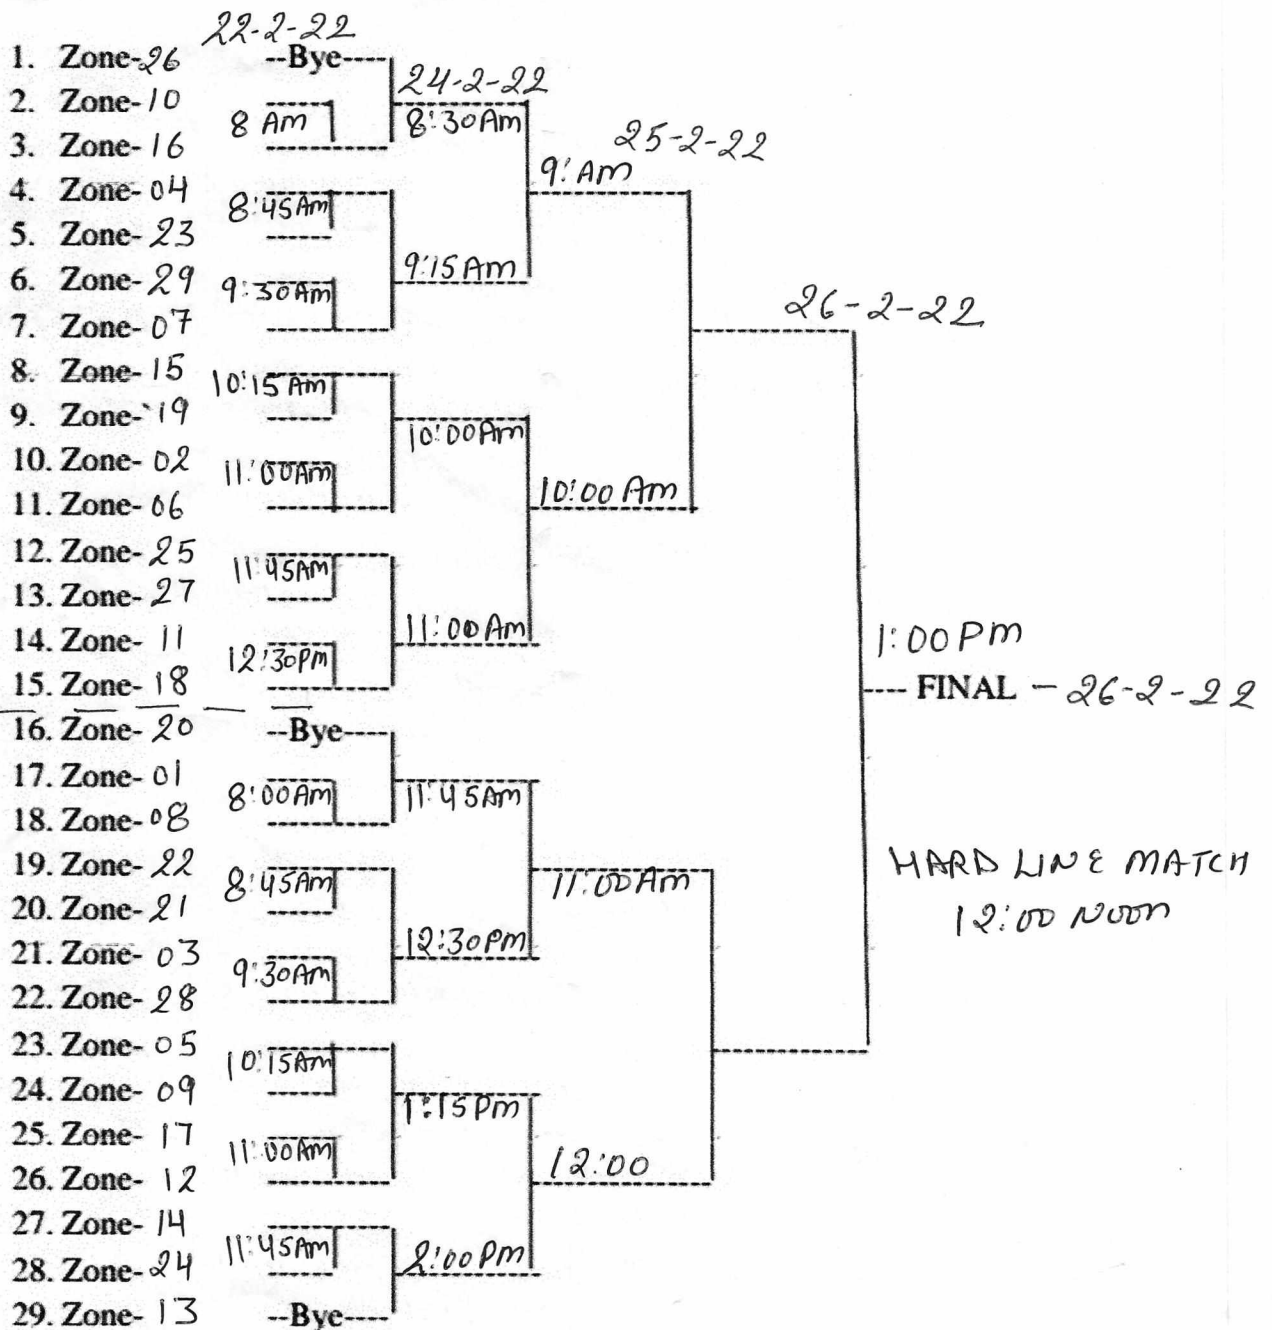 22-2-22
1. Zone-26 --Bye----
24-2-22
2. Zone-10
8 Am
8:30Am
25-2-22
3. Zone-16
9:Am
4. Zone-04
8:45Am
5. Zone-23
9:15Am
6. Zone-29
9:30Am
26-2-22
7. Zone-07
8. Zone-15
10:15Am
9. Zone-19
10:00Am
10. Zone-02
11:00Am
10:00 Am
11. Zone-06
12. Zone-25
11:45AM
13. Zone-27
11:00Am
14. Zone-11
1:00Pm
12:30pm
15. Zone-18
---- FINAL - 26-2-22
16. Zone-20 --Bye----
17. Zone-01
8:00Am
11:45Am
18. Zone-08
19. Zone-22
8:45Am
11:00Am
HARD LINE MATCH
20. Zone-21
12:00 NOON
12:30Pm
21. Zone-03
9:30Am
22. Zone-28
23. Zone-05
10:15Am
24. Zone-09
1:15Pm
25. Zone-17
11:00Am
12:00
26. Zone-12
27. Zone-14
11:45Am
2:00Pm
28. Zone-24
29. Zone-13 --Bye----